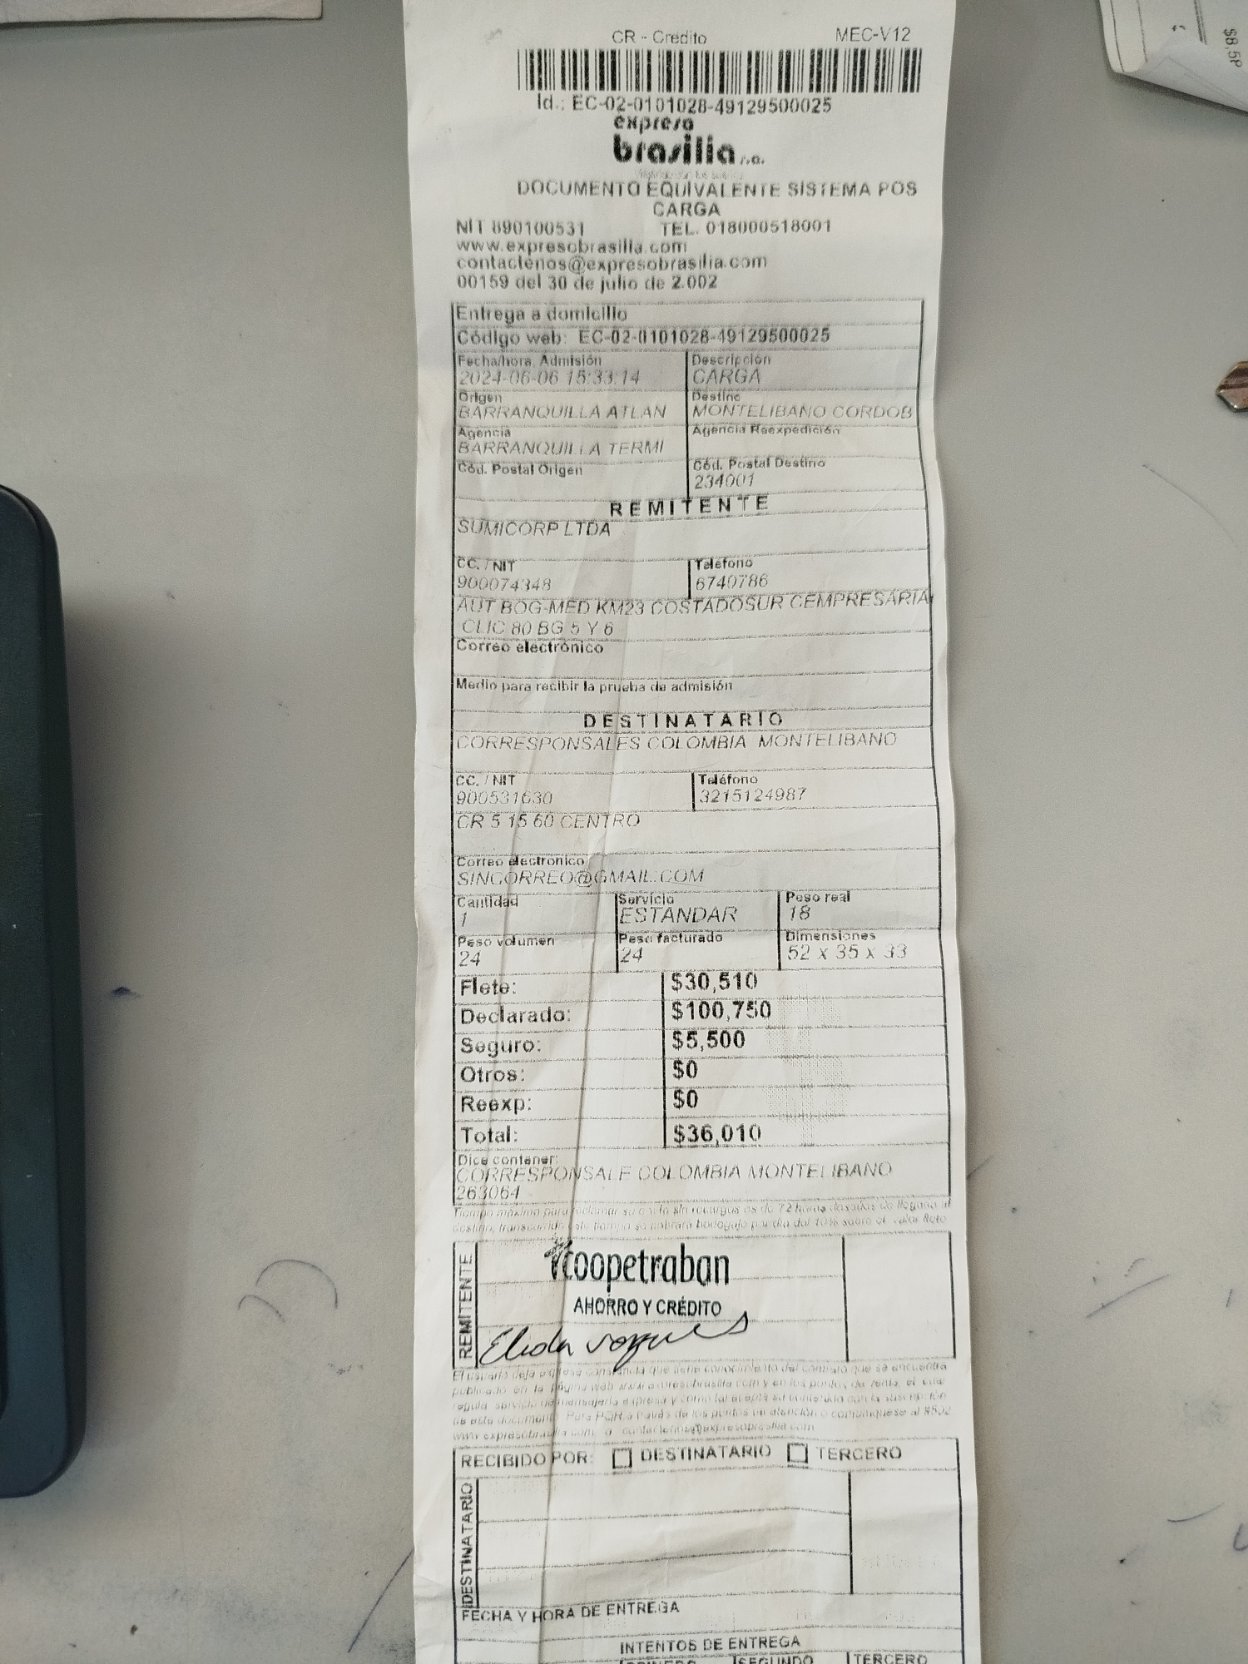 CR - Credito MEC-V12
Id.: EC-02-0101028-49129500025
expreso
brasilia s.a.
DOCUMENTO EQUIVALENTE SISTEMA POS
CARGA
NIT 890100531 TEL. 018000518001
www.expresobrasilia.com
contactenos@expresobrasilia.com
00159 del 30 de julio de 2.002
Entrega a domicilio
Código web: EC-02-0101028-49129500025
Fecha/hora. Admisión Descripción
2024-06-06 15:33:14 CARGA
Origen Destino
BARRANQUILLA ATLAN MONTELIBANO CORDOB
Agencia Agencia Reexpedición
BARRANQUILLA TERMI
Cód. Postal Origen Cód. Postal Destino
234001
REMITENTE
SUMICORP LTDA
CC. / NIT Teléfono
900074348 6740786
AUT BOG-MED KM23 COSTADOSUR CEMPRESARIA
CLIC 80 BG 5 Y 6
Correo electrónico
Medio para recibir la prueba de admisión
DESTINATARIO
CORRESPONSALES COLOMBIA MONTELIBANO
CC. / NIT Teléfono
900531630 3215124987
CR 5 15 60 CENTRO
Correo electronico
SINCORREO@GMAIL.COM
Cantidad Servicio Peso real
1 ESTANDAR 18
Peso volumen Peso facturado Dimensiones
24 24 52 x 35 x 33
Flete: $30,510
Declarado: $100,750
Seguro: $5,500
Otros: $0
Reexp: $0
Total: $36,010
Dice contener:
CORRESPONSALE COLOMBIA MONTELIBANO
263064
REMITENTE
coopetraban
AHORRO Y CRÉDITO
Elida
RECIBIDO POR: DESTINATARIO TERCERO
DESTINATARIO
FECHA Y HORA DE ENTREGA
INTENTOS DE ENTREGA
PRIMERO SEGUNDO TERCERO
$8,5P